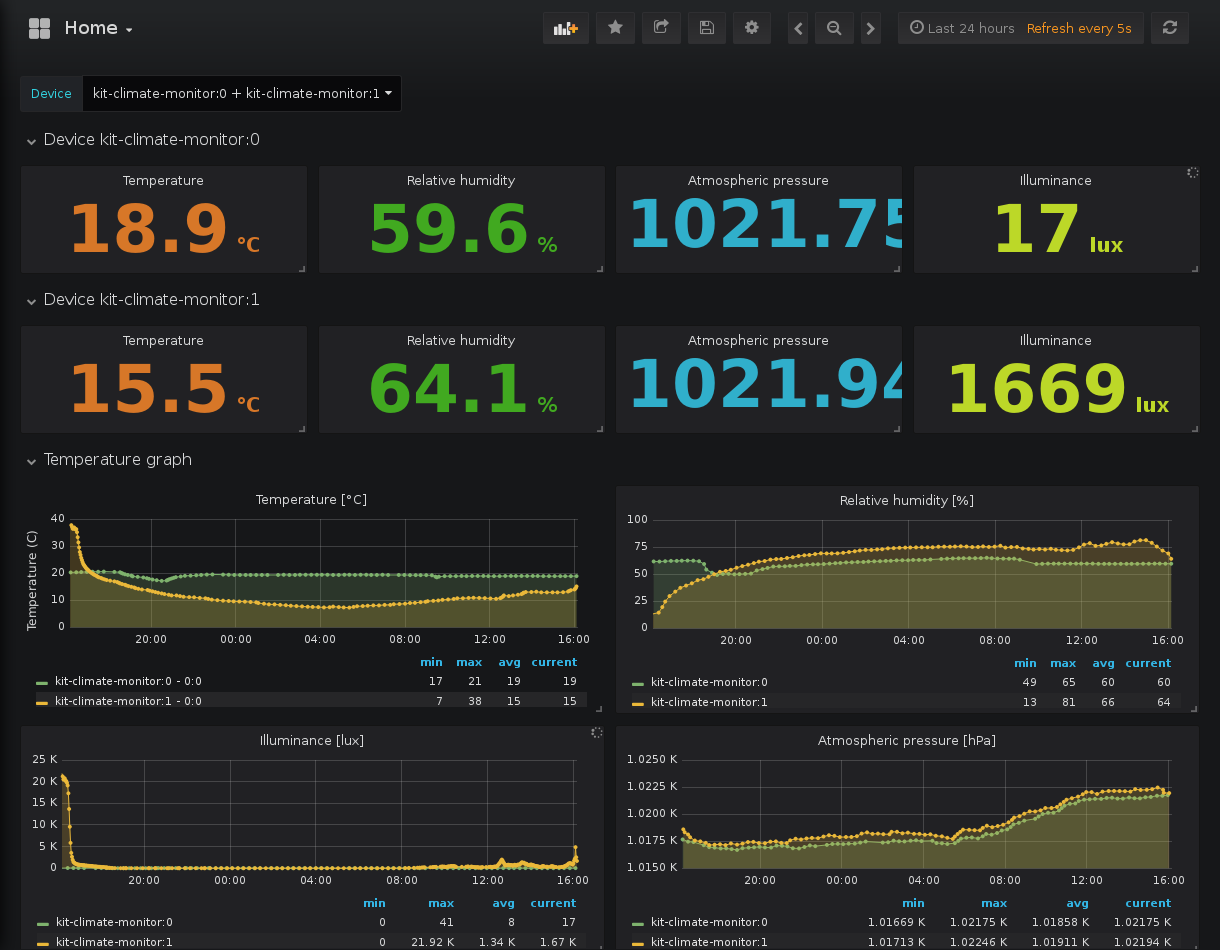 Home
Last 24 hours Refresh every 5s
Device kit-climate-monitor:0 + kit-climate-monitor:1
Device kit-climate-monitor:0
Temperature Relative humidity Atmospheric pressure Illuminance
18.9 °C 59.6 % 1021.75 17 lux
Device kit-climate-monitor:1
Temperature Relative humidity Atmospheric pressure Illuminance
15.5 °C 64.1 % 1021.94 1669 lux
Temperature graph
Temperature [°C]
Temperature (C)
40
30
20
10
0
20:00 00:00 04:00 08:00 12:00 16:00
min max avg current
kit-climate-monitor:0 - 0:0 17 21 19 19
kit-climate-monitor:1 - 0:0 7 38 15 15
Relative humidity [%]
100
75
50
25
0
20:00 00:00 04:00 08:00 12:00 16:00
min max avg current
kit-climate-monitor:0 49 65 60 60
kit-climate-monitor:1 13 81 66 64
Illuminance [lux]
25 K
20 K
15 K
10 K
5 K
0
20:00 00:00 04:00 08:00 12:00 16:00
min max avg current
kit-climate-monitor:0 0 41 8 17
kit-climate-monitor:1 0 21.92 K 1.34 K 1.67 K
Atmospheric pressure [hPa]
1.0250 K
1.0225 K
1.0200 K
1.0175 K
1.0150 K
20:00 00:00 04:00 08:00 12:00 16:00
min max avg current
kit-climate-monitor:0 1.01669 K 1.02175 K 1.01858 K 1.02175 K
kit-climate-monitor:1 1.01713 K 1.02246 K 1.01911 K 1.02194 K